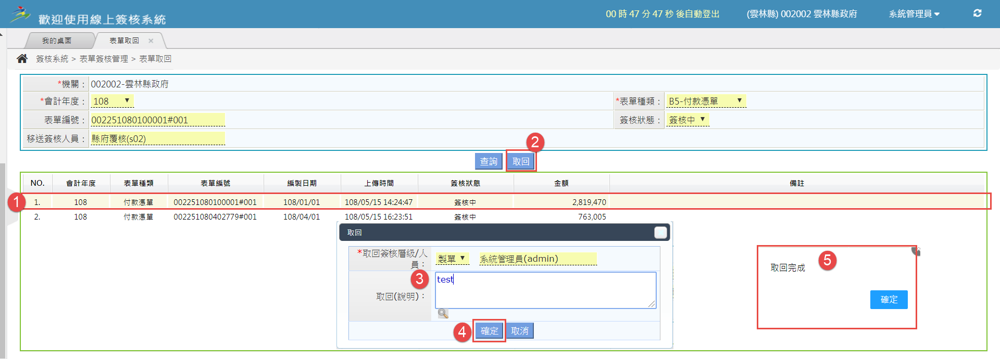 歡迎使用線上簽核系統
00 時 47 分 47 秒 後自動登出
(雲林縣) 002002 雲林縣政府
系統管理員
我的桌面
表單取回
簽核系統 > 表單簽核管理 > 表單取回
*機關： 002002-雲林縣政府
*會計年度： 108 *表單種類： B5-付款憑單
表單編號： 002251080100001#001 簽核狀態： 簽核中
移送簽核人員： 縣府覆核(s02)
2
查詢 取回
NO. 會計年度 表單種類 表單編號 編製日期 上傳時間 簽核狀態 金額 備註
1 1. 108 付款憑單 002251080100001#001 108/01/01 108/05/15 14:24:47 簽核中 2,819,470
2. 108 付款憑單 002251080402779#001 108/04/01 108/05/15 16:23:51 簽核中 763,005
取回
*取回簽核層級/人
員： 製單 系統管理員(admin)
3 test
取回(說明)：
4 確定 取消
5
取回完成
確定